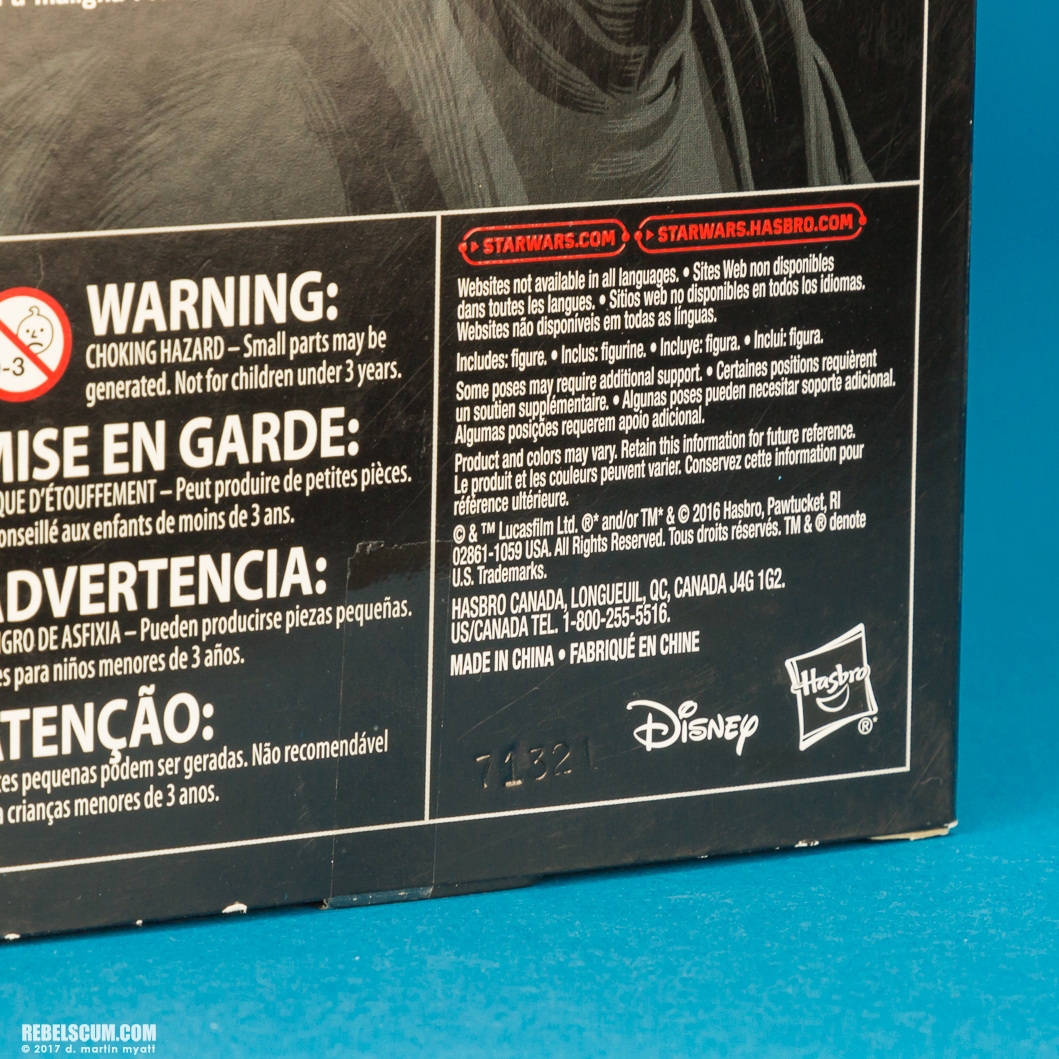 STARWARS.COM STARWARS.HASBRO.COM
Websites not available in all languages. • Sites Web non disponibles
dans toutes les langues. • Sitios web no disponibles en todos los idiomas.
Websites não disponíveis em todas as línguas.
Includes: figure. • Inclus: figurine. • Incluye: figura. • Inclui: figura.
Some poses may require additional support. • Certaines positions requièrent
un soutien supplémentaire. • Algunas poses pueden necesitar soporte adicional.
Algumas posições requerem apoio adicional.
Product and colors may vary. Retain this information for future reference.
Le produit et les couleurs peuvent varier. Conservez cette information pour
référence ultérieure.
© & ™ Lucasfilm Ltd. ®* and/or TM* & © 2016 Hasbro, Pawtucket, RI
02861-1059 USA. All Rights Reserved. Tous droits réservés. TM & ® denote
U.S. Trademarks.
HASBRO CANADA, LONGUEUIL, QC, CANADA J4G 1G2.
US/CANADA TEL. 1-800-255-5516.
MADE IN CHINA • FABRIQUÉ EN CHINE
Disney
Hasbro
®*
71321
-3
WARNING:
CHOKING HAZARD – Small parts may be
generated. Not for children under 3 years.
MISE EN GARDE:
QUE D'ÉTOUFFEMENT – Peut produire de petites pièces.
onseillé aux enfants de moins de 3 ans.
ADVERTENCIA:
IGRO DE ASFIXIA – Pueden producirse piezas pequeñas.
es para niños menores de 3 años.
ATENÇÃO:
tes pequenas podem ser geradas. Não recomendável
crianças menores de 3 anos.
REBELSCUM.COM
© 2017 d. martin myatt